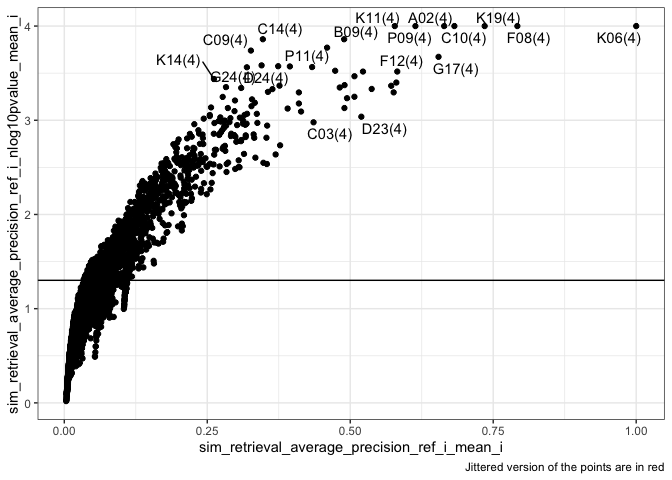 K11(4) A02(4) K19(4)
C14(4) B09(4) P09(4) C10(4) F08(4) K06(4)
C09(4)
K14(4) P11(4) F12(4)
G17(4)
G24(4) D24(4)
C03(4) D23(4)
4
3
2
1
0
sim_retrieval_average_precision_ref_i_nlog10pvalue_mean_i
0.00 0.25 0.50 0.75 1.00
sim_retrieval_average_precision_ref_i_mean_i
Jittered version of the points are in red